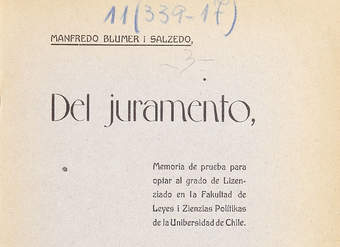 11(339-17)
MANFREDO BLUMER I SALZEDO,
-3-
Del juramento,
Memoria de prueba para
optar al grado de Lizen-
ziado en la Fakultad de
Leyes i Zienzias Polítikas
de la Unibersidad de Chile.